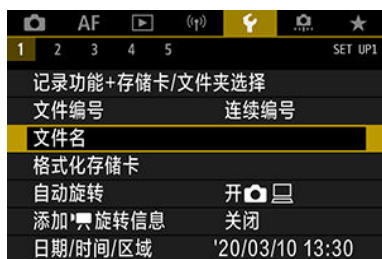 AF
1 2 3 4 5 SET UP1
记录功能+存储卡/文件夹选择
文件编号 连续编号
文件名
格式化存储卡
自动旋转 开
添加旋转信息 关闭
日期/时间/区域 '20/03/10 13:30